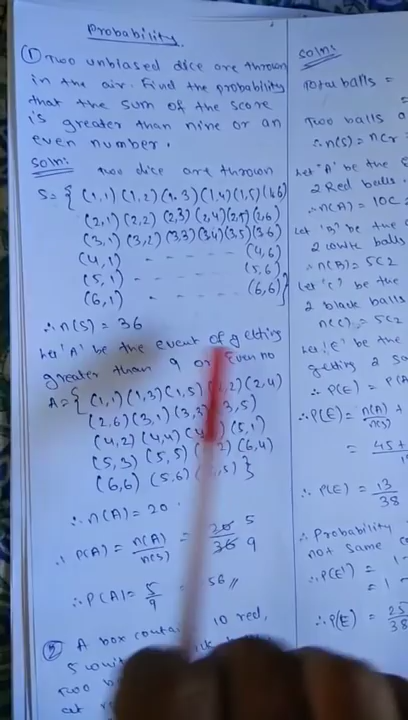 Probability.
① Two unbiased dice are thrown
in the air. Find the probability
that the sum of the score
is greater than nine or an
even number.
Soln: two dice are thrown
S={(1,1) (1,2) (1,3) (1,4) (1,5) (1,6)
(2,1) (2,2) (2,3) (2,4) (2,5) (2,6)
(3,1) (3,2) (3,3) (3,4) (3,5) (3,6)
(4,1) - - - - - (4,6)
(5,1) - - - - - (5,6)
(6,1) - - - - - (6,6)}
∴ n(S) = 36
Let 'A' be the event of getting
greater than 9 or even no
A={(1,1) (1,3) (1,5) (2,2) (2,4)
(2,6) (3,1) (3,3) (3,5)
(4,2) (4,4) (5,1)
(5,3) (5,5) (6,4)
(6,6) (5,6) }
∴ n(A) = 20
∴ P(A) = n(A)/n(S) = 20/36 5 9
∴ P(A) = 5/9 56 //
② A box 10 red,
5
two
at
Soln:
Total balls =
Two balls
∴ n(S) = nCr =
Let 'A' be the
2 Red balls.
∴ n(A) = 10C
Let 'B' be the
2 white balls
∴ n(B) = 5C2
Let 'C' be the
2 black balls
n(C) = 5C2
Let 'E' be the
getting 2
∴ P(E) = P(A
∴ P(E) = n(A)/n(S) +
= 45+
∴ P(E) = 13/38
∴ Probability
not same
∴ P(E') = 1-
= 1-
∴ P(E) = 25/38